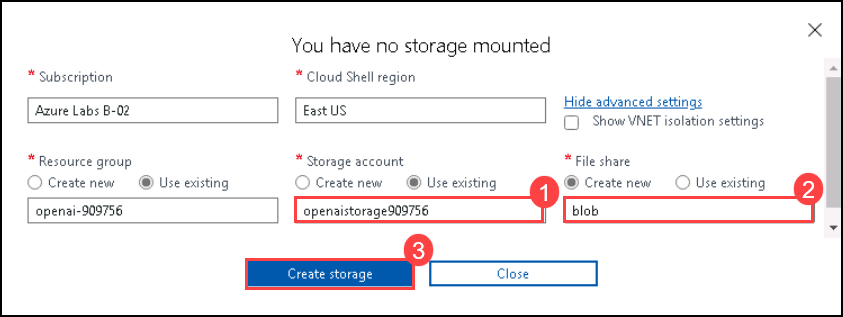 You have no storage mounted
* Subscription
* Cloud Shell region
Azure Labs B-02
East US
Hide advanced settings
Show VNET isolation settings
* Resource group
* Storage account
* File share
Create new Use existing
Create new Use existing
Create new Use existing
openai-909756
openaistorage909756
1
blob
2
3
Create storage
Close